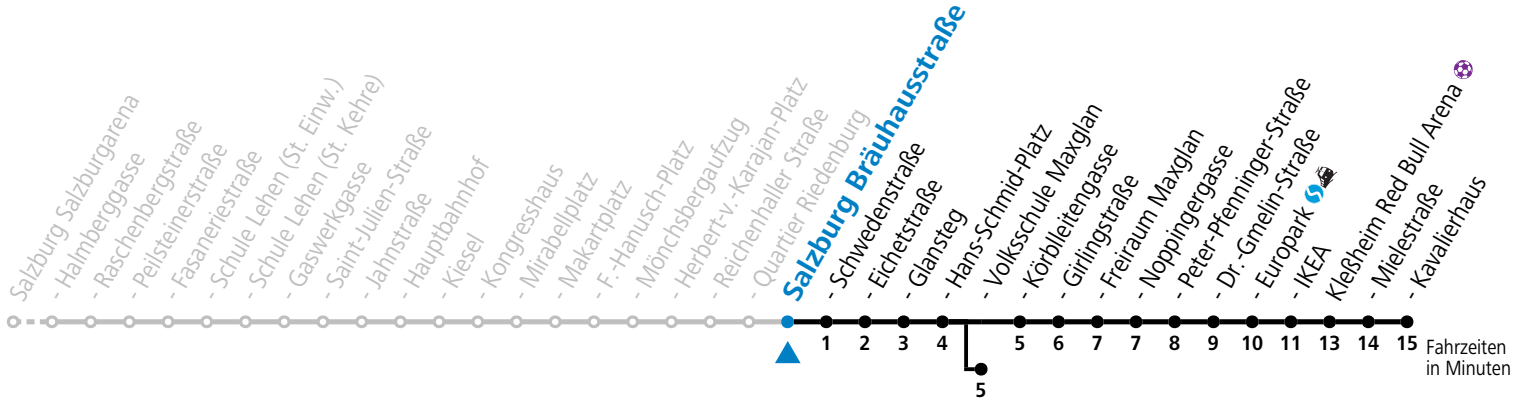 Salzburg Salzburgarena
- Halmberggasse
- Raschenbergstraße
- Peilsteinerstraße
- Fasaneriestraße
- Schule Lehen (St. Einw.)
- Schule Lehen (St. Kehre)
- Gaswerkgasse
- Saint-Julien-Straße
- Jahnstraße
- Hauptbahnhof
- Kiesel
- Kongresshaus
- Mirabellplatz
- Makartplatz
- F.-Hanusch-Platz
- Mönchsbergaufzug
- Herbert-v.-Karajan-Platz
- Reichenhaller Straße
- Quartier Riedenburg
Salzburg Bräuhausstraße
- Schwedenstraße
- Eichetstraße
- Glansteg
- Hans-Schmid-Platz
- Volksschule Maxglan
- Körblleitengasse
- Girlingstraße
- Freiraum Maxglan
- Noppingergasse
- Peter-Pfenninger-Straße
- Dr.-Gmelin-Straße
- Europark
- IKEA
Kleßheim Red Bull Arena
- Mielestraße
- Kavalierhaus
1 2 3 4 5 6 7 7 8 9 10 11 13 14 15
5
Fahrzeiten
in Minuten